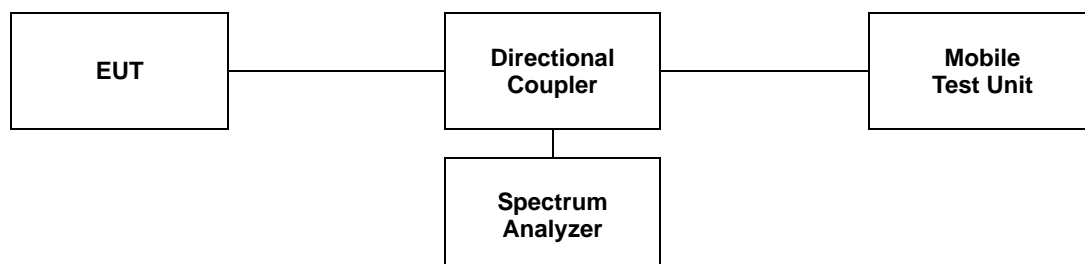 EUT
Directional
Coupler
Mobile
Test Unit
Spectrum
Analyzer